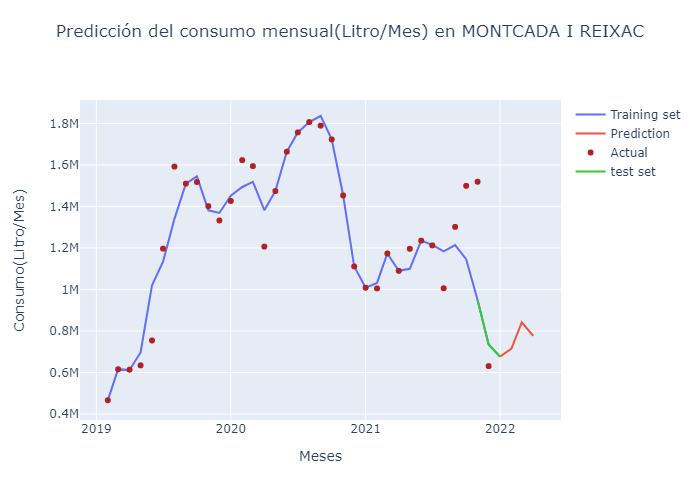 Predicción del consumo mensual(Litro/Mes) en MONTCADA I REIXAC
Training set
Prediction
Actual
test set
1.8M
1.6M
1.4M
1.2M
1M
0.8M
0.6M
0.4M
Consumo(Litro/Mes)
2019
2020
2021
2022
Meses